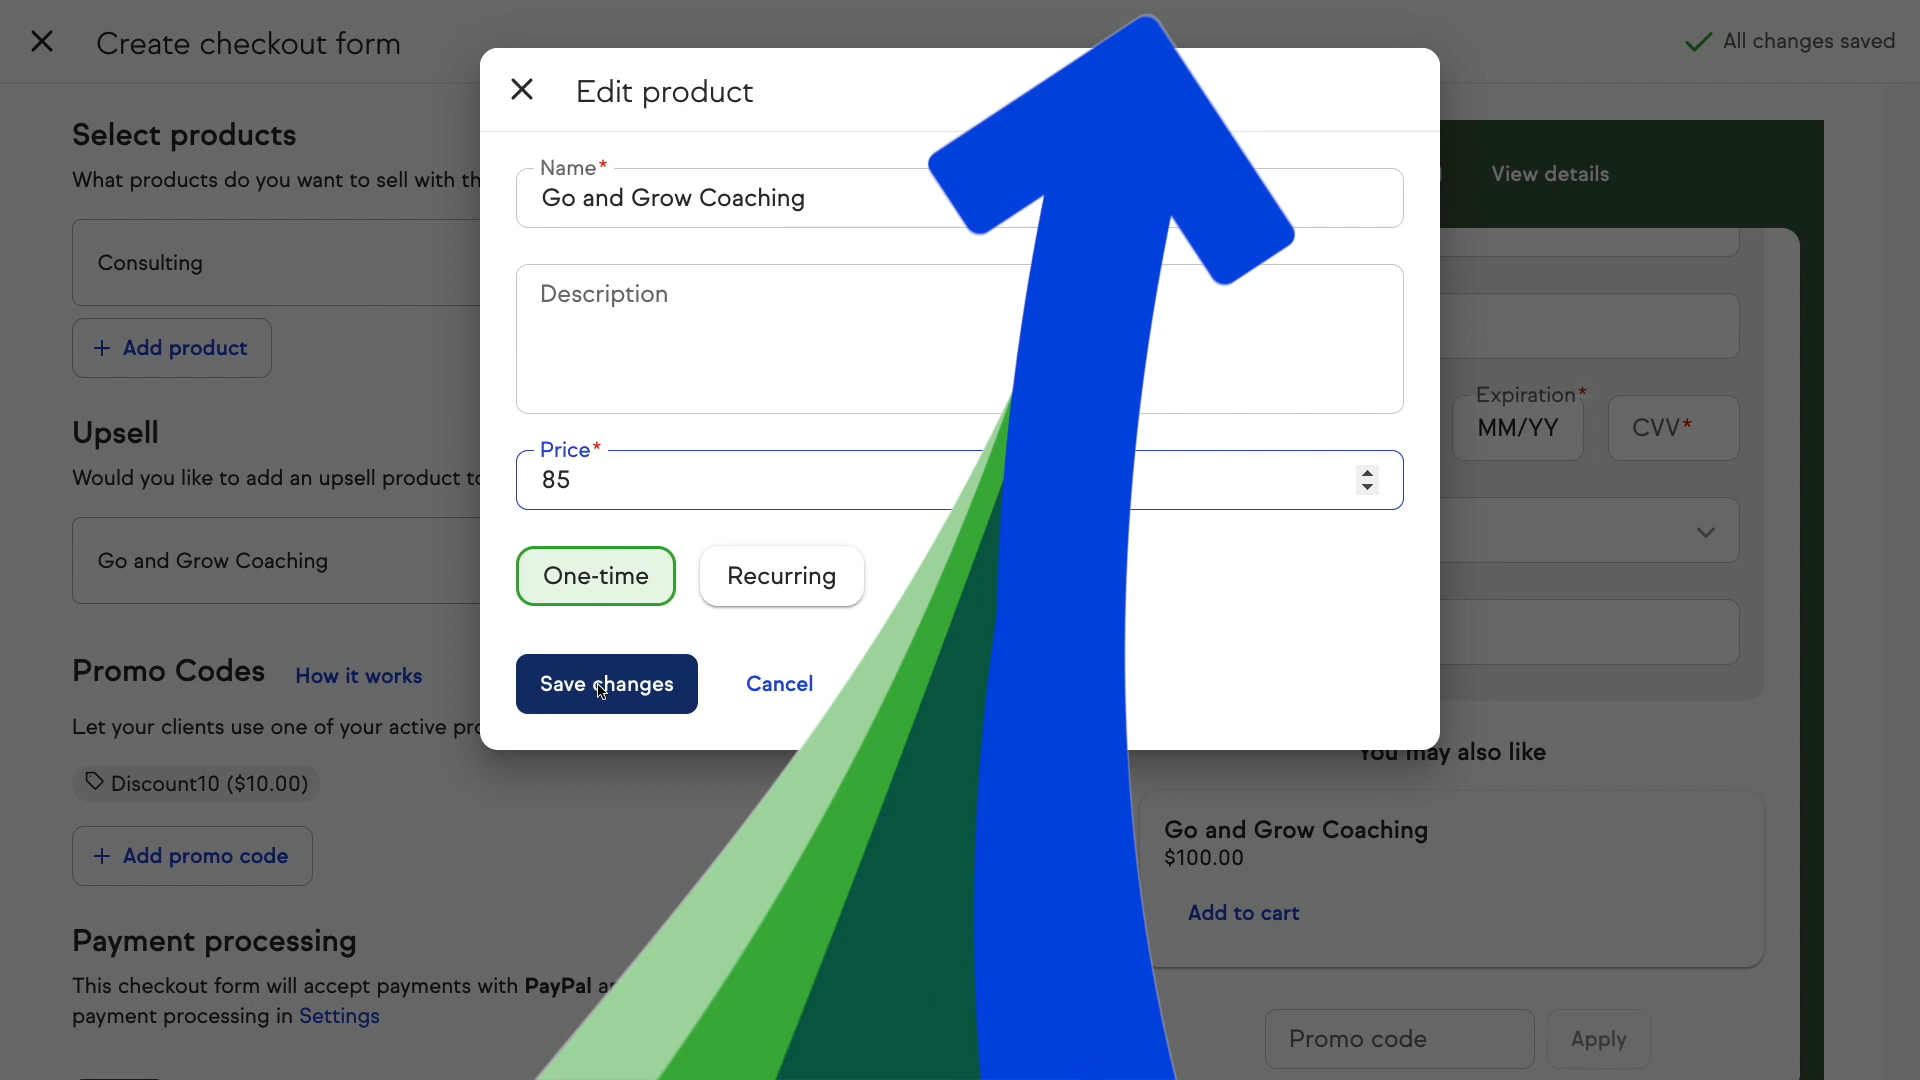 Create checkout form
All changes saved
Select products
What products do you want to sell with th
Consulting
+ Add product
Upsell
Would you like to add an upsell product to
Go and Grow Coaching
Promo Codes How it works
Let your clients use one of your active pro
Discount10 ($10.00)
+ Add promo code
Payment processing
This checkout form will accept payments with PayPal ar
payment processing in Settings
Edit product
Name*
Go and Grow Coaching
Description
Price*
85
One-time Recurring
Save changes Cancel
View details
Expiration*
MM/YY
CVV*
You may also like
Go and Grow Coaching
$100.00
Add to cart
Promo code Apply